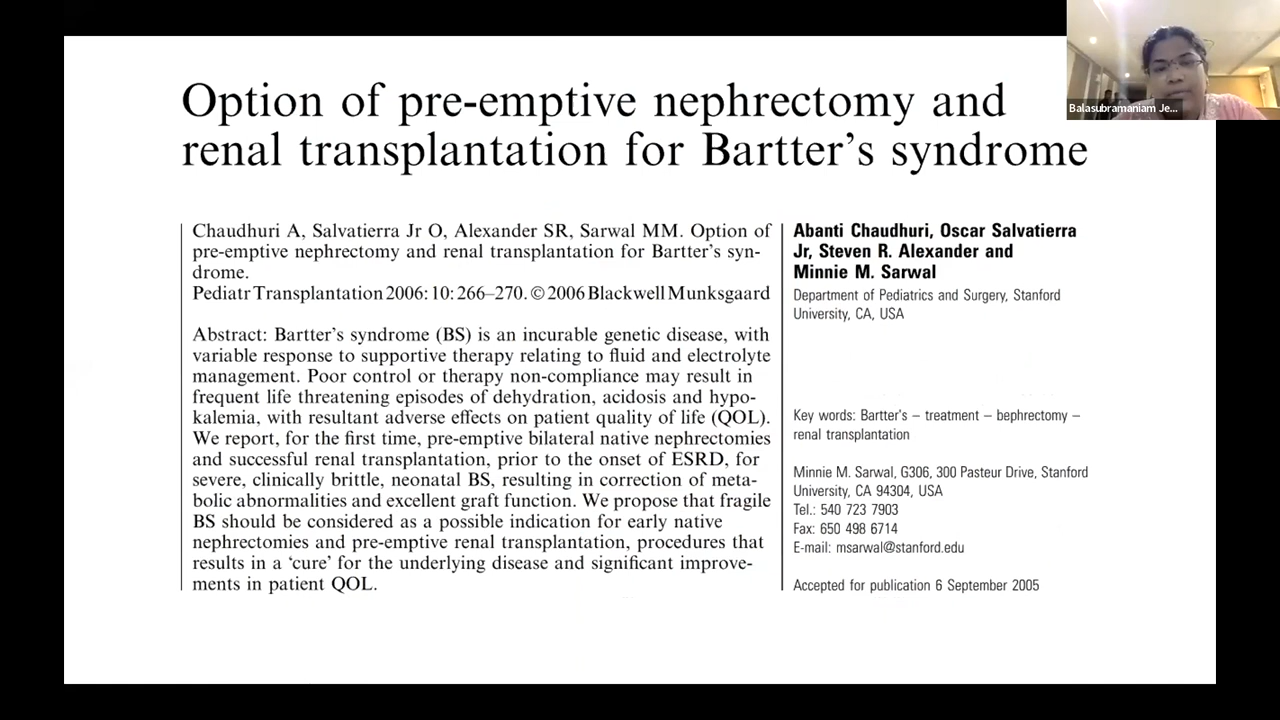 Option of pre-emptive nephrectomy and
renal transplantation for Bartter's syndrome
Balasubramaniam Je...
Chaudhuri A, Salvatierra Jr O, Alexander SR, Sarwal MM. Option of
pre-emptive nephrectomy and renal transplantation for Bartter's syn-
drome.
Pediatr Transplantation 2006: 10: 266–270. © 2006 Blackwell Munksgaard
Abstract: Bartter's syndrome (BS) is an incurable genetic disease, with
variable response to supportive therapy relating to fluid and electrolyte
management. Poor control or therapy non-compliance may result in
frequent life threatening episodes of dehydration, acidosis and hypo-
kalemia, with resultant adverse effects on patient quality of life (QOL).
We report, for the first time, pre-emptive bilateral native nephrectomies
and successful renal transplantation, prior to the onset of ESRD, for
severe, clinically brittle, neonatal BS, resulting in correction of meta-
bolic abnormalities and excellent graft function. We propose that fragile
BS should be considered as a possible indication for early native
nephrectomies and pre-emptive renal transplantation, procedures that
results in a 'cure' for the underlying disease and significant improve-
ments in patient QOL.
Abanti Chaudhuri, Oscar Salvatierra
Jr, Steven R. Alexander and
Minnie M. Sarwal
Department of Pediatrics and Surgery, Stanford
University, CA, USA
Key words: Bartter's – treatment – bephrectomy –
renal transplantation
Minnie M. Sarwal, G306, 300 Pasteur Drive, Stanford
University, CA 94304, USA
Tel.: 540 723 7903
Fax: 650 498 6714
E-mail: msarwal@stanford.edu
Accepted for publication 6 September 2005